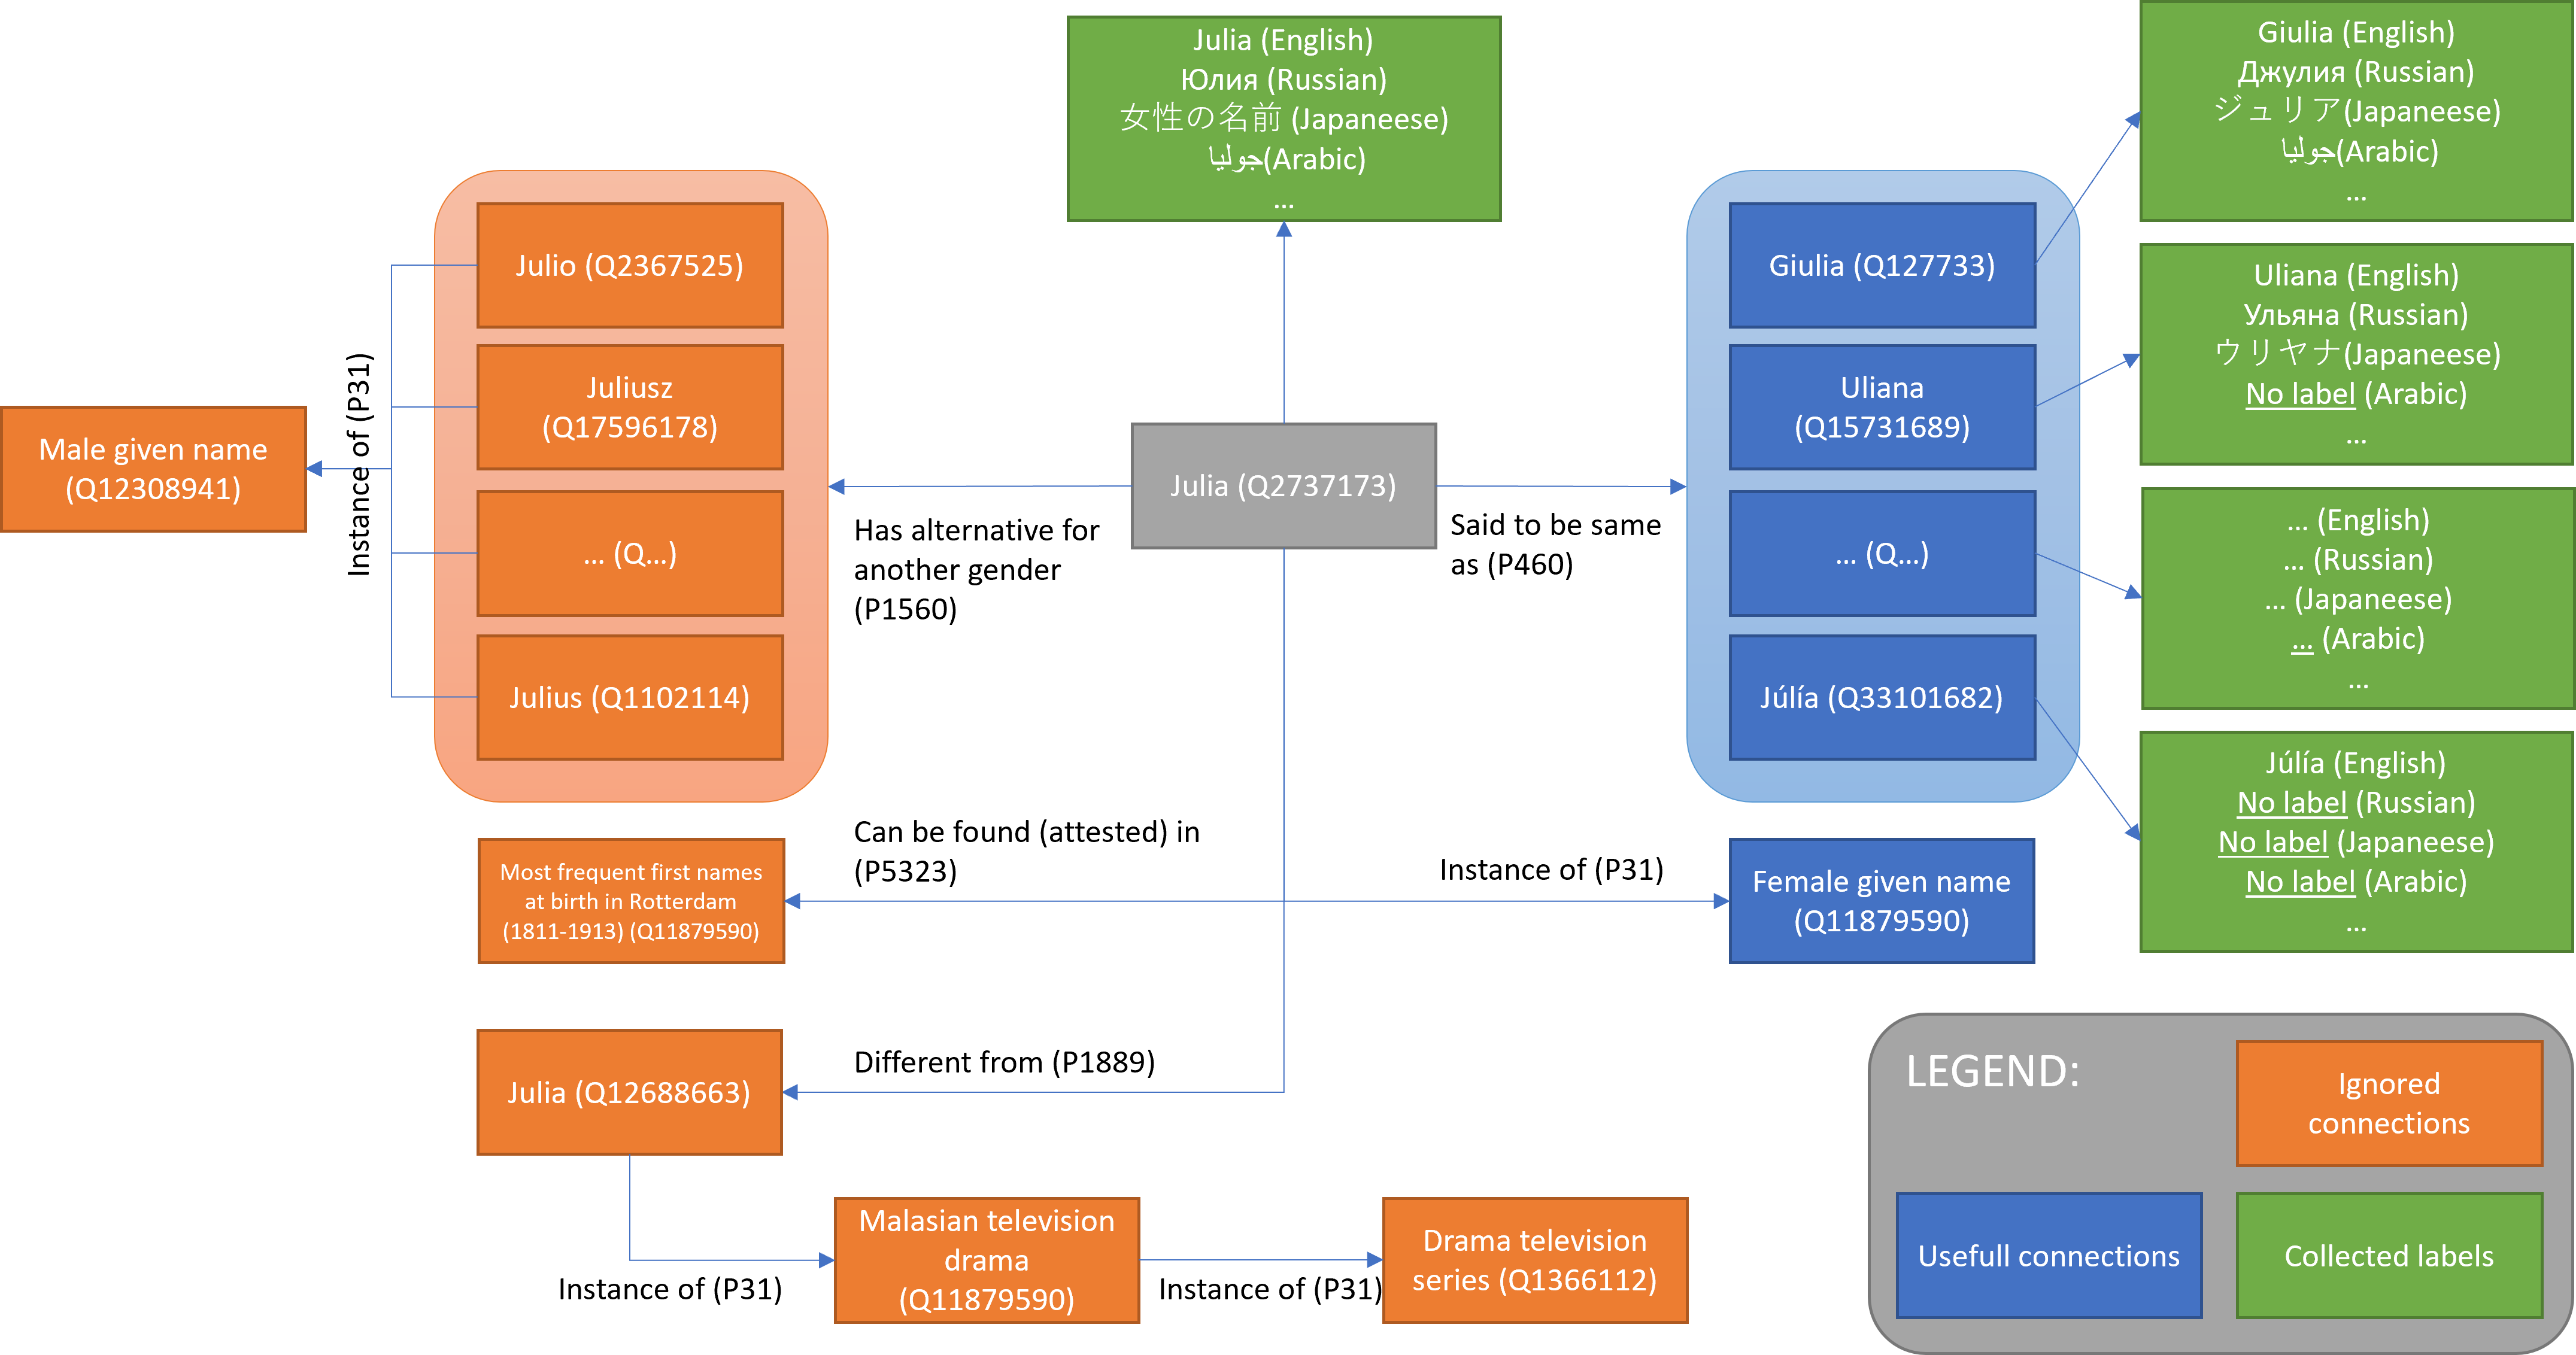 Julia (English)
Юлия (Russian)
女性の名前 (Japaneese)
جوليا(Arabic)
...
Giulia (English)
Джулия (Russian)
ジュリア(Japaneese)
جوليا(Arabic)
...
Julio (Q2367525)
Juliusz
(Q17596178)
... (Q...)
Julius (Q1102114)
Instance of (P31)
Male given name
(Q12308941)
Has alternative for
another gender
(P1560)
Julia (Q2737173)
Said to be same
as (P460)
Giulia (Q127733)
Uliana
(Q15731689)
... (Q...)
Júlía (Q33101682)
Uliana (English)
Ульяна (Russian)
ウリヤナ(Japaneese)
No label (Arabic)
...
... (English)
... (Russian)
... (Japaneese)
... (Arabic)
...
Júlía (English)
No label (Russian)
No label (Japaneese)
No label (Arabic)
...
Most frequent first names
at birth in Rotterdam
(1811-1913) (Q11879590)
Can be found (attested) in
(P5323)
Instance of (P31)
Female given name
(Q11879590)
Julia (Q12688663)
Different from (P1889)
Instance of (P31)
Malasian television
drama
(Q11879590)
Instance of (P31)
Drama television
series (Q1366112)
LEGEND:
Ignored
connections
Usefull connections
Collected labels